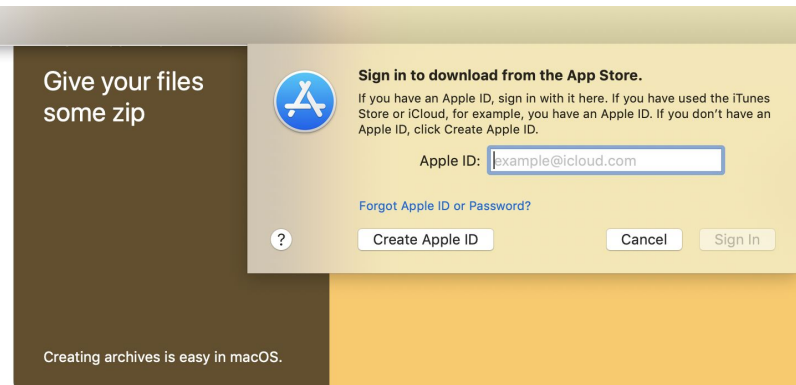 Give your files
some zip
Sign in to download from the App Store.
If you have an Apple ID, sign in with it here. If you have used the iTunes
Store or iCloud, for example, you have an Apple ID. If you don’t have an
Apple ID, click Create Apple ID.
Apple ID: example@icloud.com
Forgot Apple ID or Password?
? Create Apple ID Cancel Sign In
Creating archives is easy in macOS.